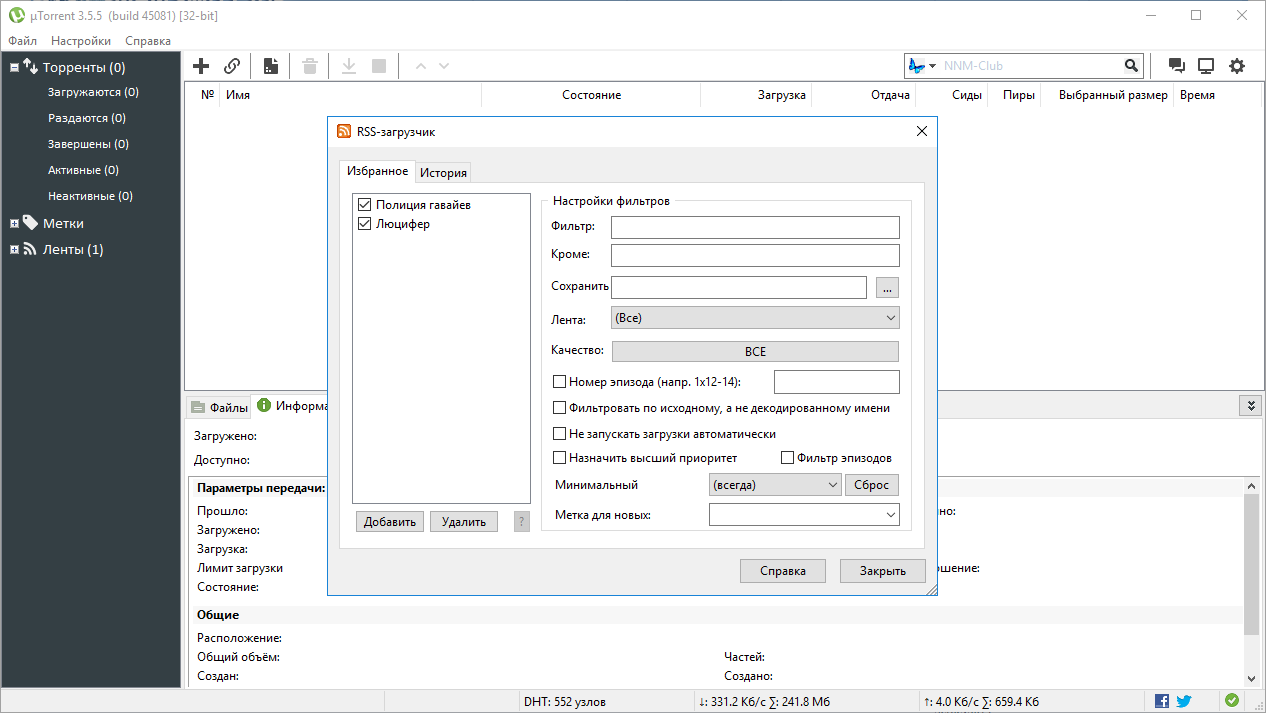 µTorrent 3.5.5 (build 45081) [32-bit]
Файл Настройки Справка
Торренты (0)
Загружаются (0)
Раздаются (0)
Завершены (0)
Активные (0)
Неактивные (0)
Метки
Ленты (1)
NNM-Club
№ Имя Состояние Загрузка Отдача Сиды Пиры Выбранный размер Время
RSS-загрузчик
Избранное История
Полиция гавайев
Люцифер
Добавить Удалить ?
Настройки фильтров
Фильтр:
Кроме:
Сохранить ...
Лента: (Все)
Качество: ВСЕ
Номер эпизода (напр. 1x12-14):
Фильтровать по исходному, а не декодированному имени
Не запускать загрузки автоматически
Назначить высший приоритет Фильтр эпизодов
Минимальный (всегда) Сброс
Метка для новых:
Справка Закрыть
Файлы Информа
Загружено:
Доступно:
Параметры передачи:
Прошло: но:
Загружено:
Загрузка:
Лимит загрузки ошение:
Состояние:
Общие
Расположение:
Общий объём: Частей:
Создан: Создано:
DHT: 552 узлов ↓: 331.2 Кб/с ∑: 241.8 Мб ↑: 4.0 Кб/с ∑: 659.4 Кб